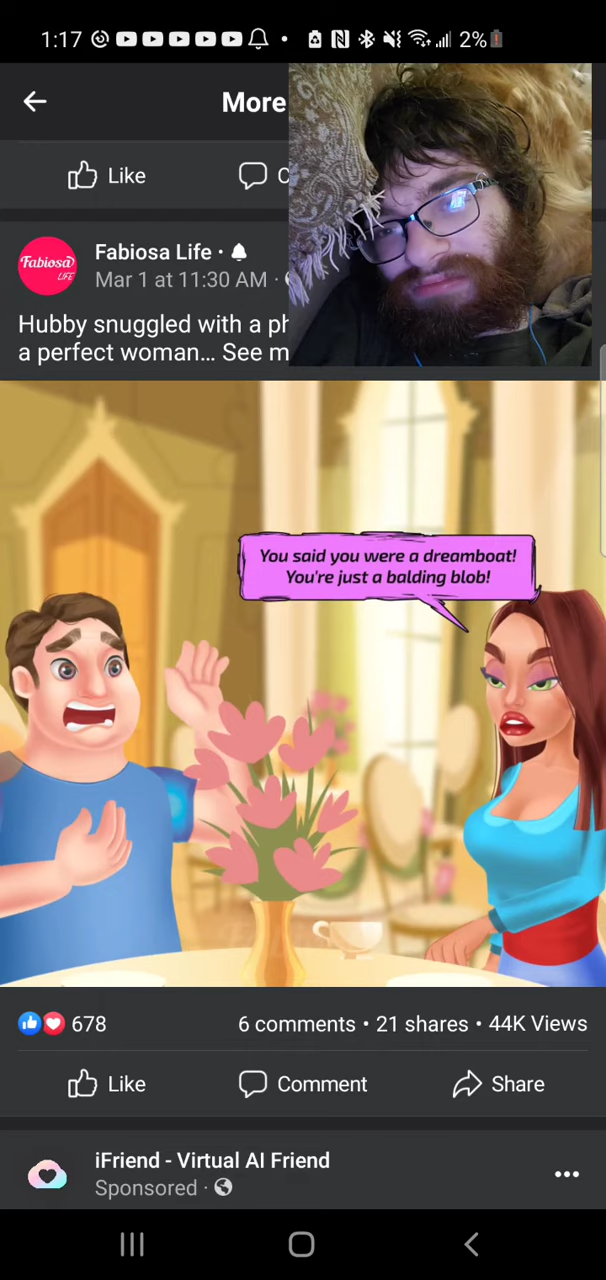 1:17
2%
More
Like
C
Fabiosa Life
Fabiosa
LIFE
Mar 1 at 11:30 AM
Hubby snuggled with a ph
a perfect woman... See m
You said you were a dreamboat!
You're just a balding blob!
678
6 comments • 21 shares • 44K Views
Like
Comment
Share
iFriend - Virtual AI Friend
Sponsored